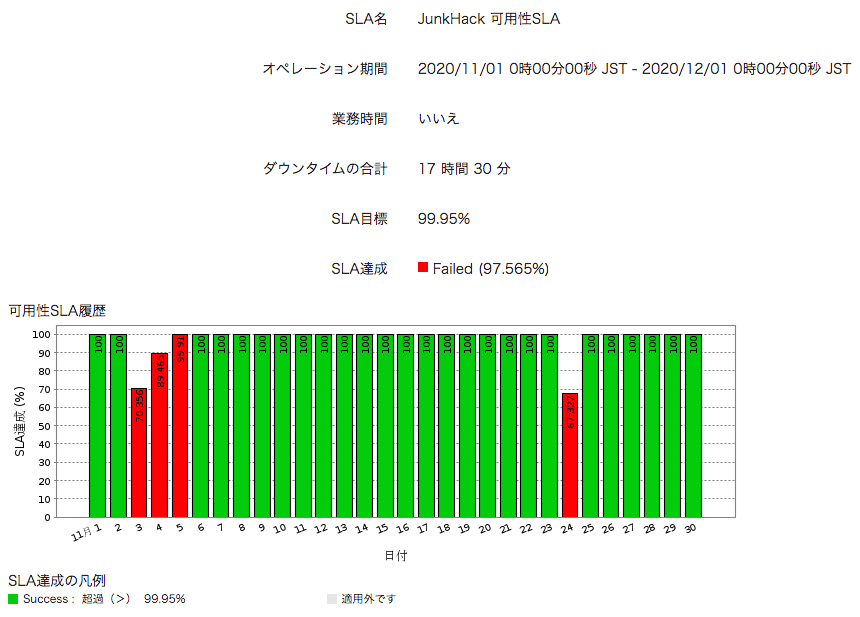 SLA名 JunkHack 可用性SLA
オペレーション期間 2020/11/01 0時00分00秒 JST - 2020/12/01 0時00分00秒 JST
業務時間 いいえ
ダウンタイムの合計 17 時間 30 分
SLA目標 99.95%
SLA達成 Failed (97.565%)
可用性SLA履歴
SLA達成 (%)
100
90
80
70
60
50
40
30
20
10
0
100 100 70.356 89.465 99.91 100 100 100 100 100 100 100 100 100 100 100 100 100 100 100 100 100 100 67.827 100 100 100 100 100 100
11月 1 2 3 4 5 6 7 8 9 10 11 12 13 14 15 16 17 18 19 20 21 22 23 24 25 26 27 28 29 30
日付
SLA達成の凡例
Success : 超過（＞） 99.95% 適用外です